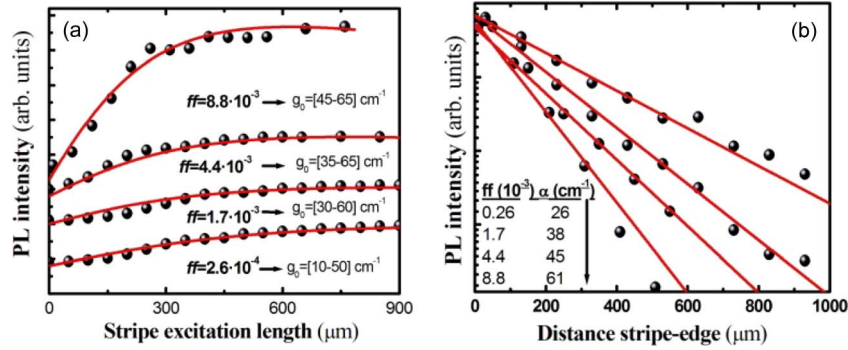 (a)
PL intensity (arb. units)
ff=8.8·10⁻³ → g₀=[45-65] cm⁻¹
ff=4.4·10⁻³ → g₀=[35-65] cm⁻¹
ff=1.7·10⁻³ → g₀=[30-60] cm⁻¹
ff=2.6·10⁻⁴ → g₀=[10-50] cm⁻¹
0 300 600 900
Stripe excitation length (μm)
(b)
PL intensity (arb. units)
ff (10⁻³) α (cm⁻¹)
0.26 26
1.7 38
4.4 45
8.8 61
0 200 400 600 800 1000
Distance stripe-edge (μm)